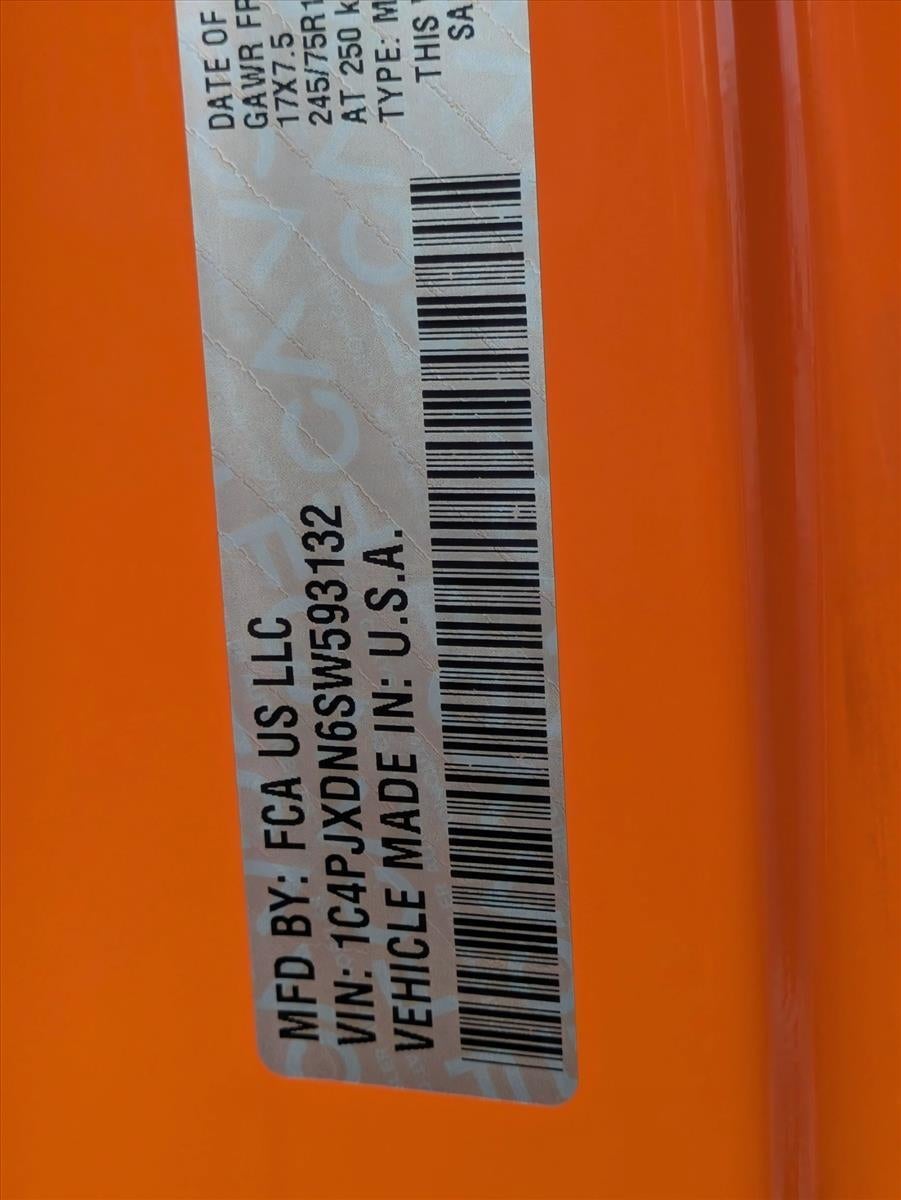 MFD BY: FCA US LLC
VIN: 1C4PJXDN6SW593132
VEHICLE MADE IN: U.S.A.
DATE OF
GAWR FR
17X7.5
245/75R1
AT 250 k
TYPE: M
THIS
SA